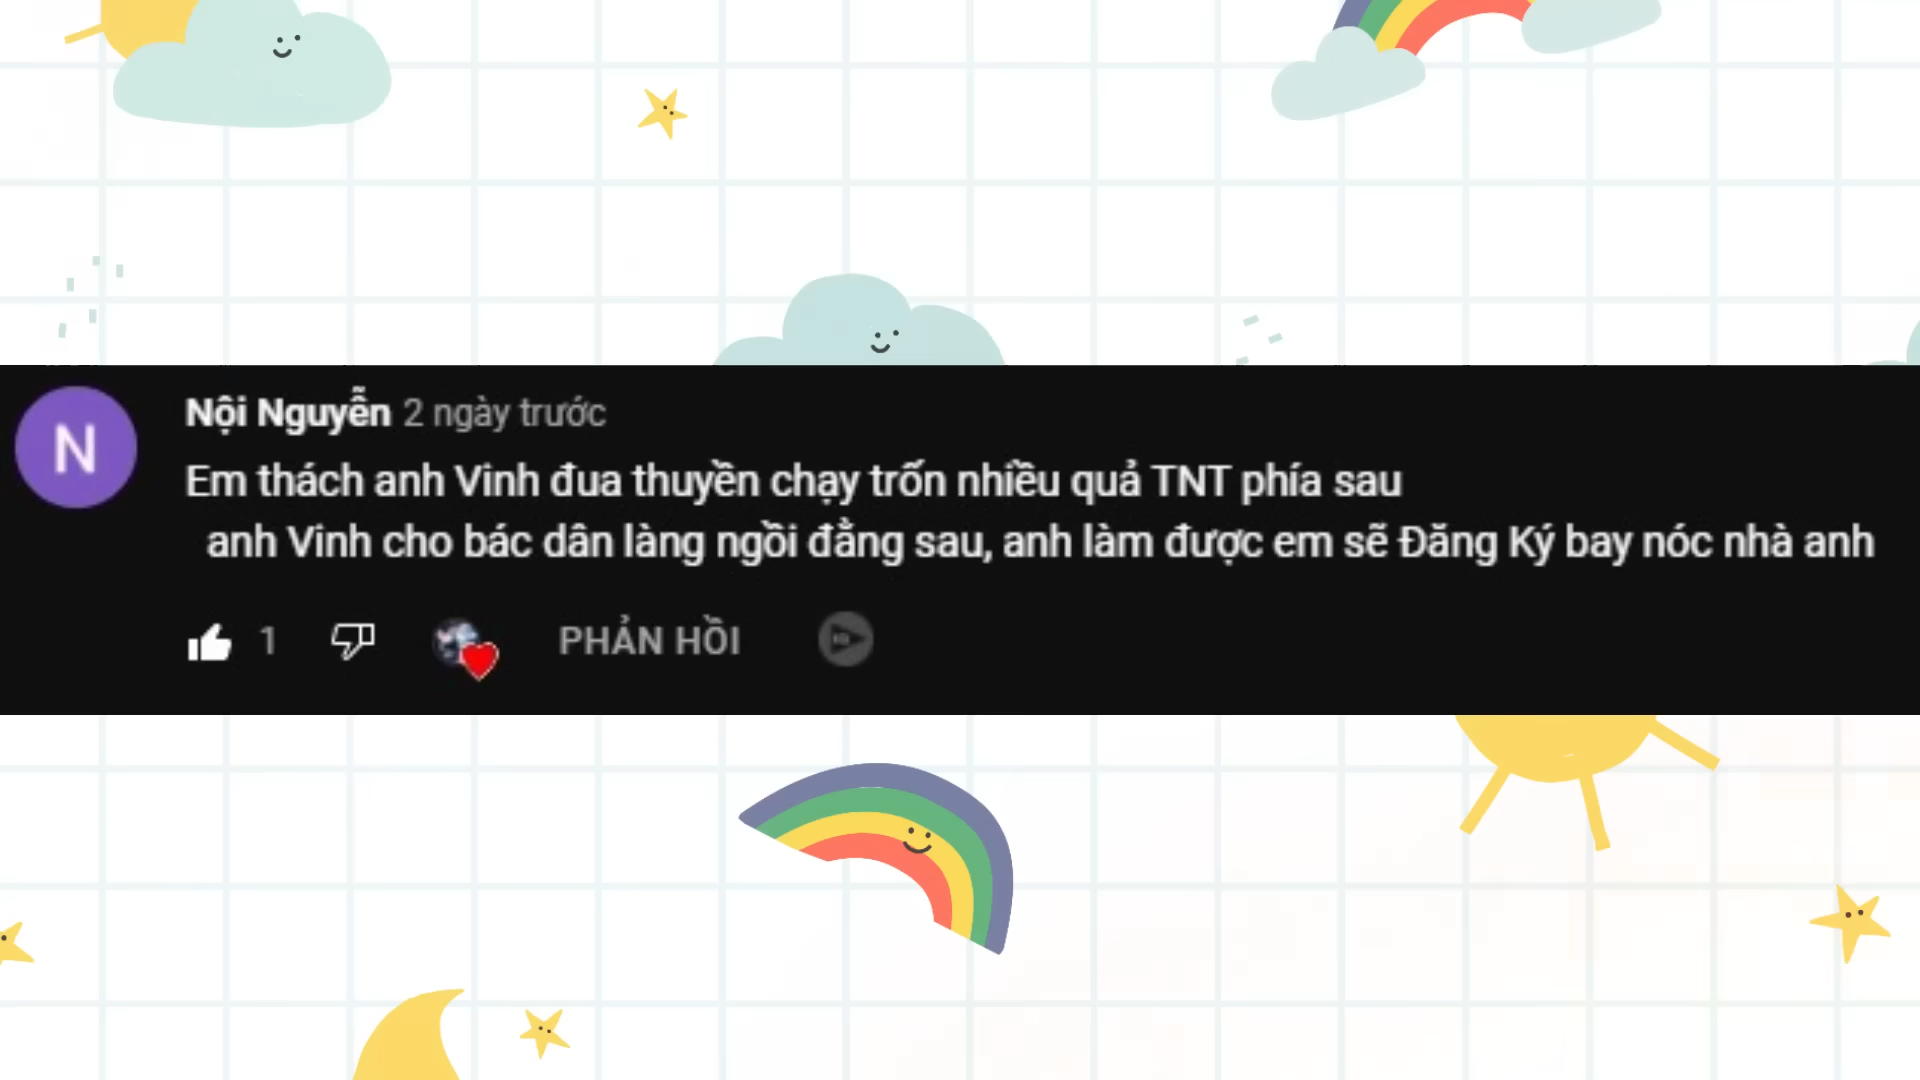 N
Nội Nguyễn 2 ngày trước
Em thách anh Vinh đua thuyền chạy trốn nhiều quả TNT phía sau
anh Vinh cho bác dân làng ngồi đằng sau, anh làm được em sẽ Đăng Ký bay nóc nhà anh
1 PHẢN HỒI